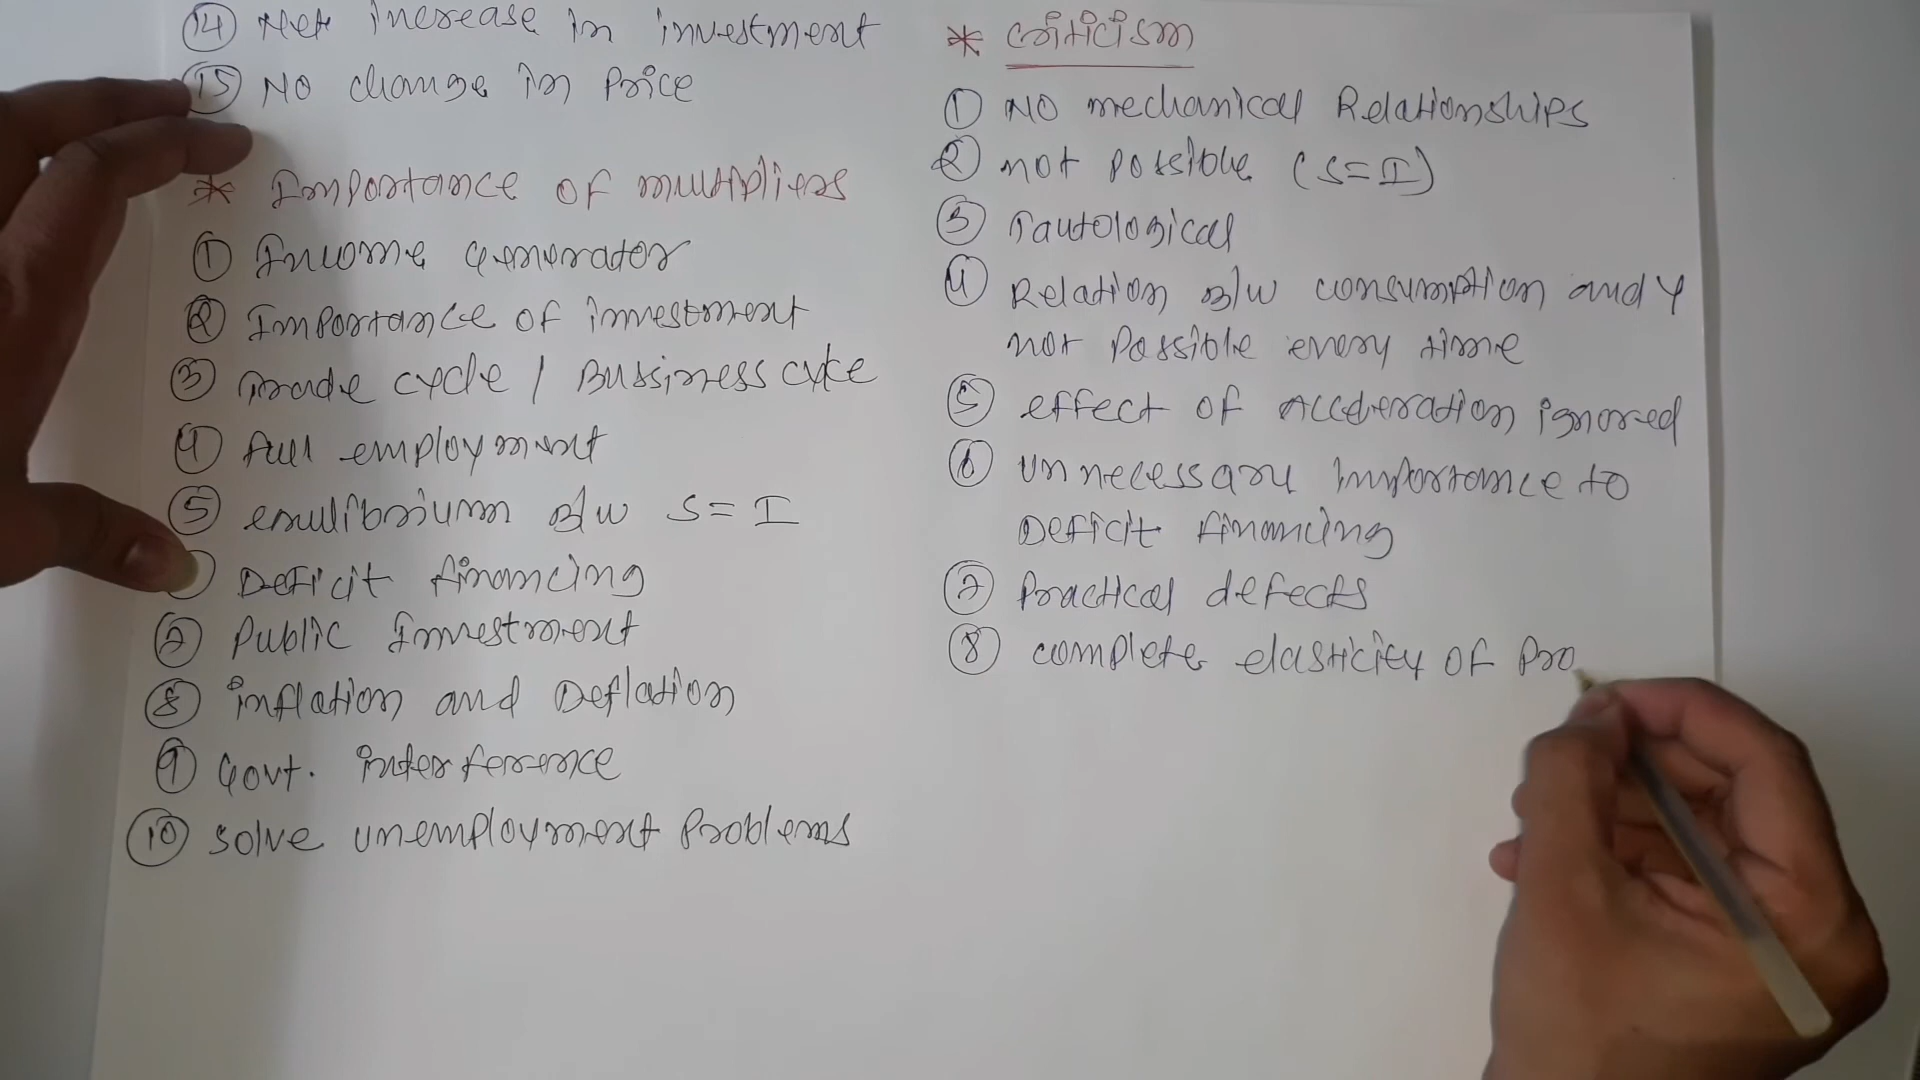 14 Net increase in investment
15 No change in Price
* Importance of multipliers
1 Income generator
2 Importance of investment
3 Trade cycle / Bussiness cycle
4 full employment
5 enulibrium b/w S = I
Deficit financing
7 Public Investment
8 inflation and Deflation
9 Govt. interference
10 solve unemployment Problems
* criticism
1 No mechanical Relationships
2 not possible (S=I)
3 Tautological
4 Relation b/w consumption and Y
not Possible every time
5 effect of Acceleration ignored
6 unnecessary importance to
Deficit financing
7 Practical defects
8 complete elasticity of Pro